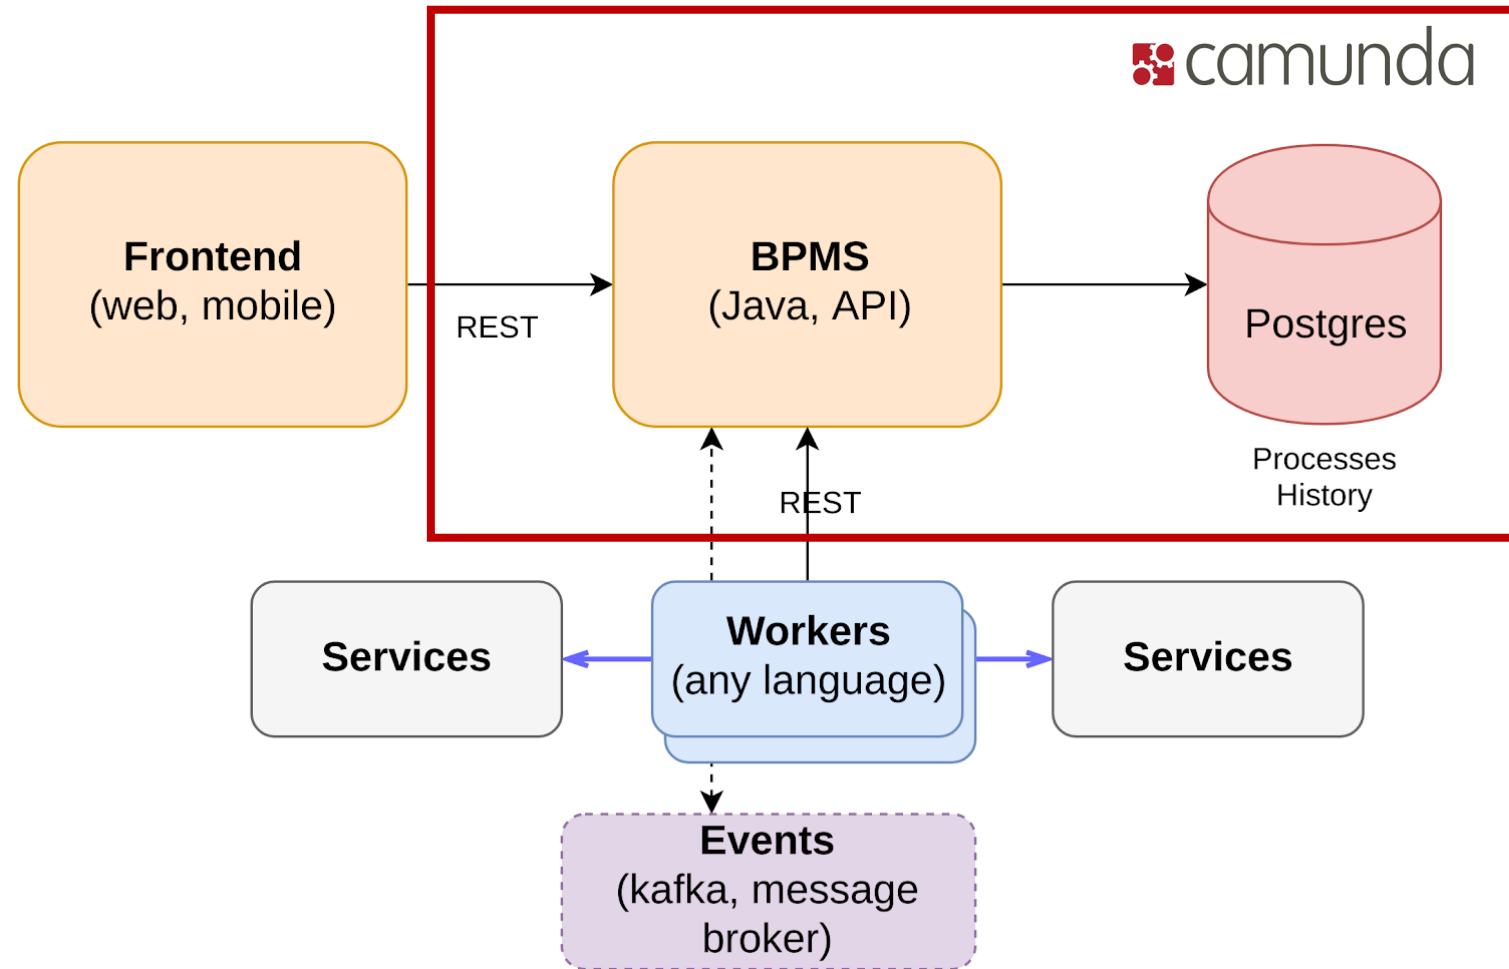 camunda
Frontend
(web, mobile)
REST
BPMS
(Java, API)
Postgres
Processes
History
REST
Services
Workers
(any language)
Services
Events
(kafka, message
broker)